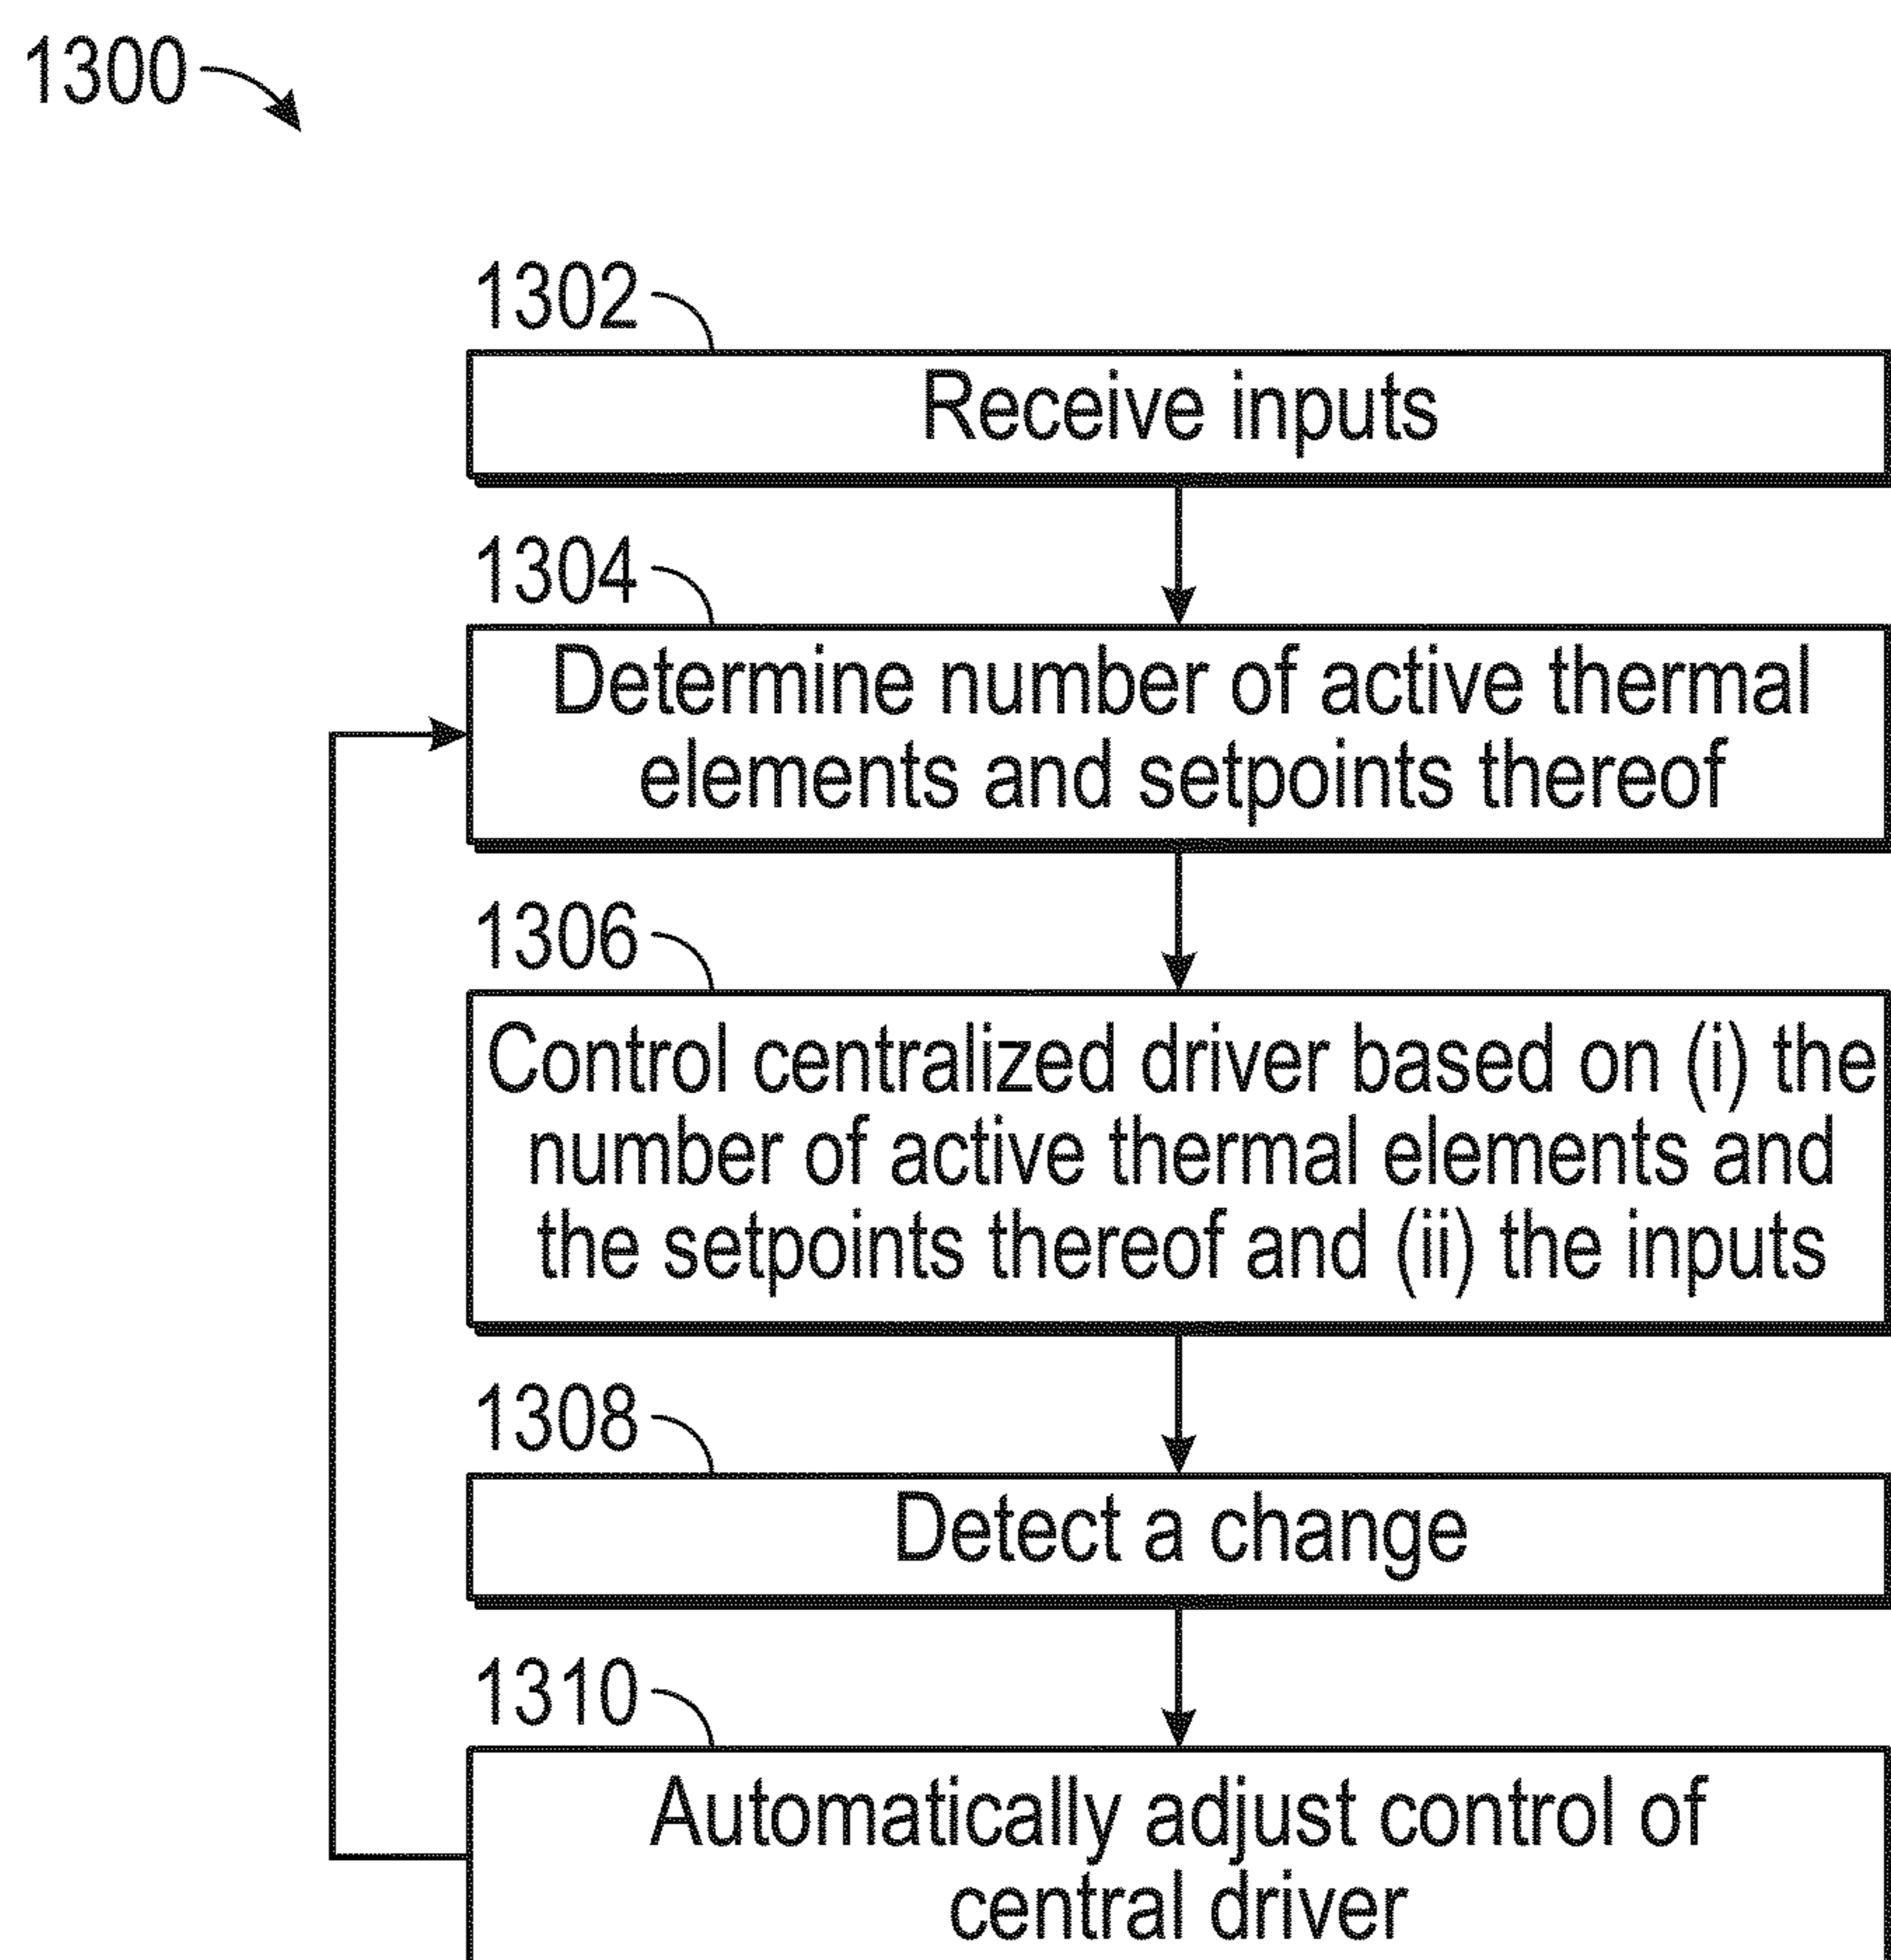 1300
1302
Receive inputs
1304
Determine number of active thermal
elements and setpoints thereof
1306
Control centralized driver based on (i) the
number of active thermal elements and
the setpoints thereof and (ii) the inputs
1308
Detect a change
1310
Automatically adjust control of
central driver